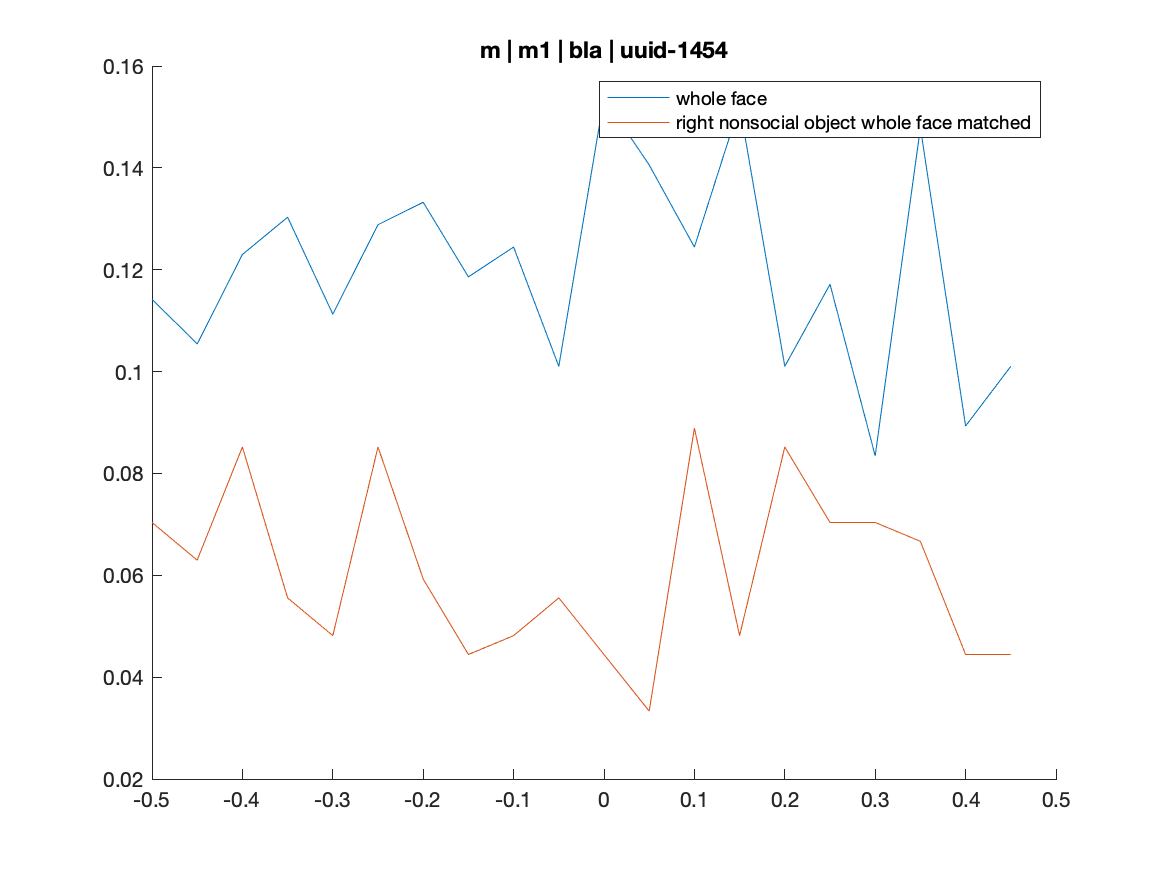 m | m1 | bla | uuid-1454
0.16
whole face
right nonsocial object whole face matched
0.14
0.12
0.1
0.08
0.06
0.04
0.02
-0.5 -0.4 -0.3 -0.2 -0.1 0 0.1 0.2 0.3 0.4 0.5